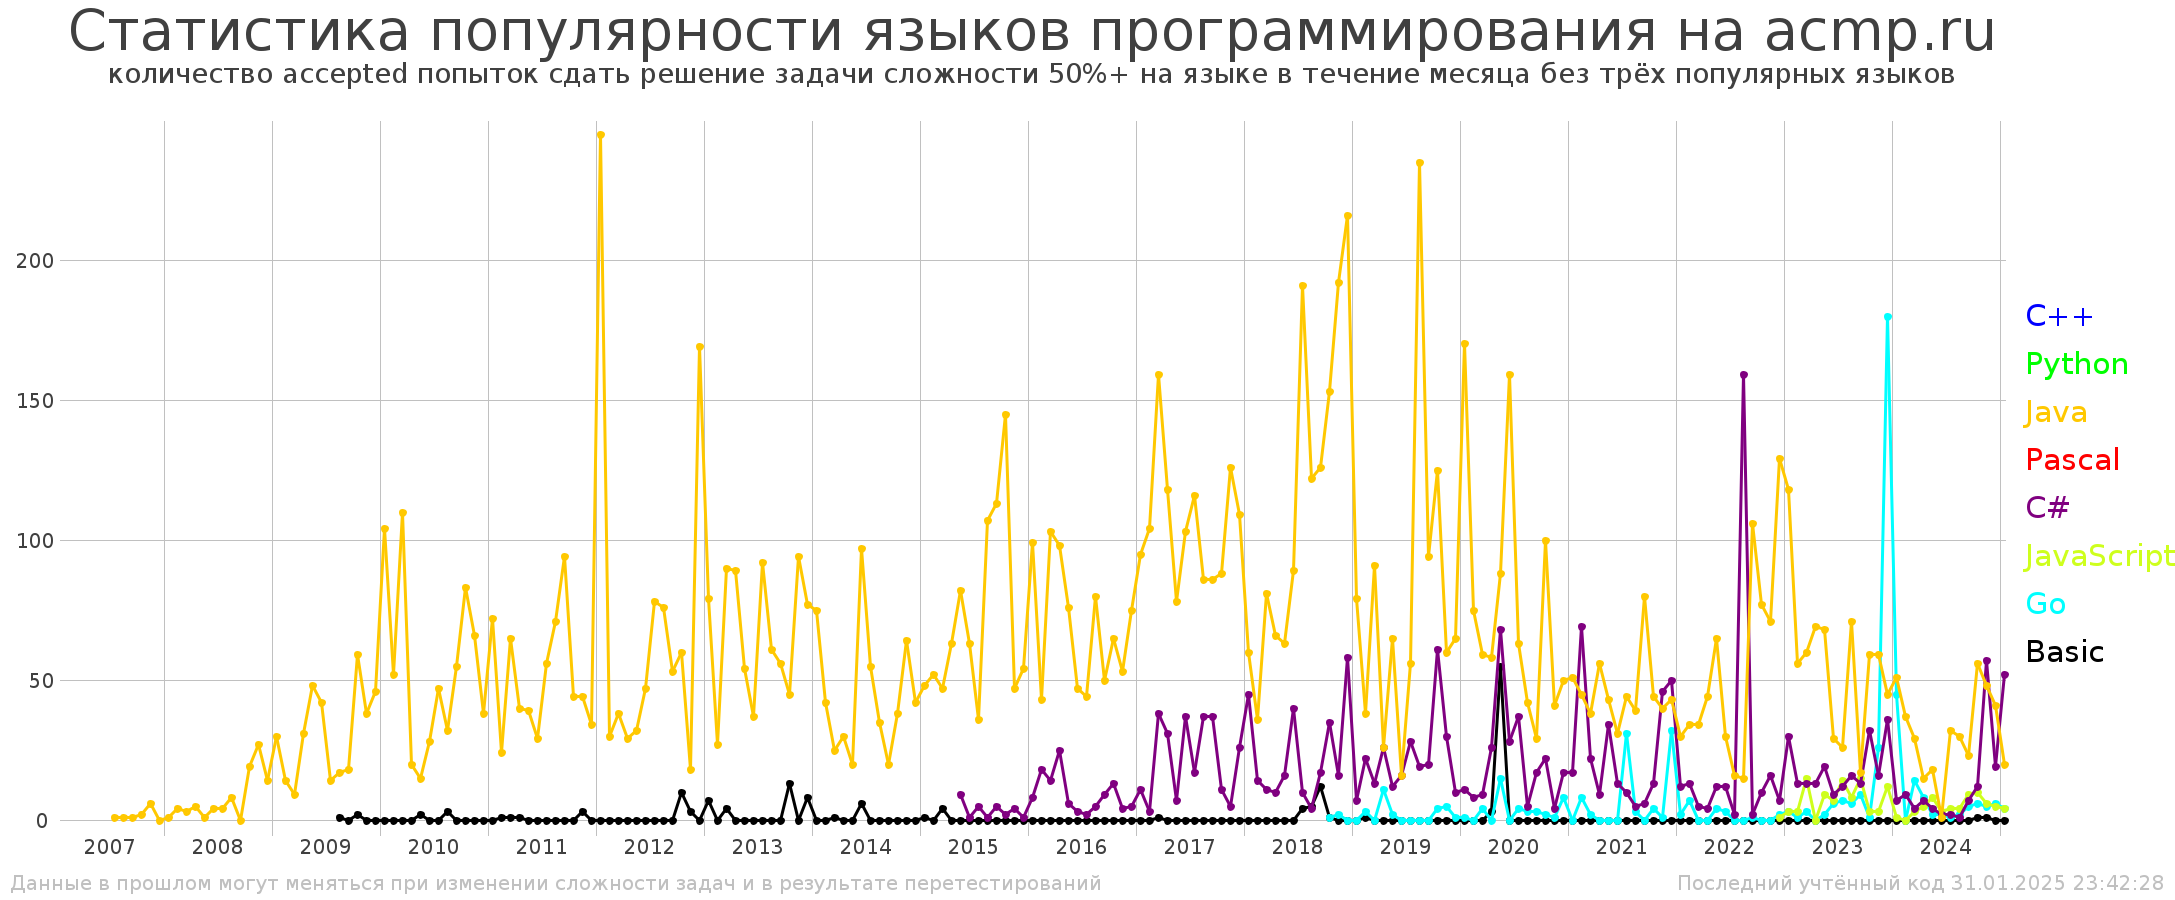 Статистика популярности языков программирования на acmp.ru
количество accepted попыток сдать решение задачи сложности 50%+ на языке в течение месяца без трёх популярных языков
200
150
100
50
0
C++
Python
Java
Pascal
C#
JavaScript
Go
Basic
2007 2008 2009 2010 2011 2012 2013 2014 2015 2016 2017 2018 2019 2020 2021 2022 2023 2024
Данные в прошлом могут меняться при изменении сложности задач и в результате перетестирований
Последний учтённый код 31.01.2025 23:42:28